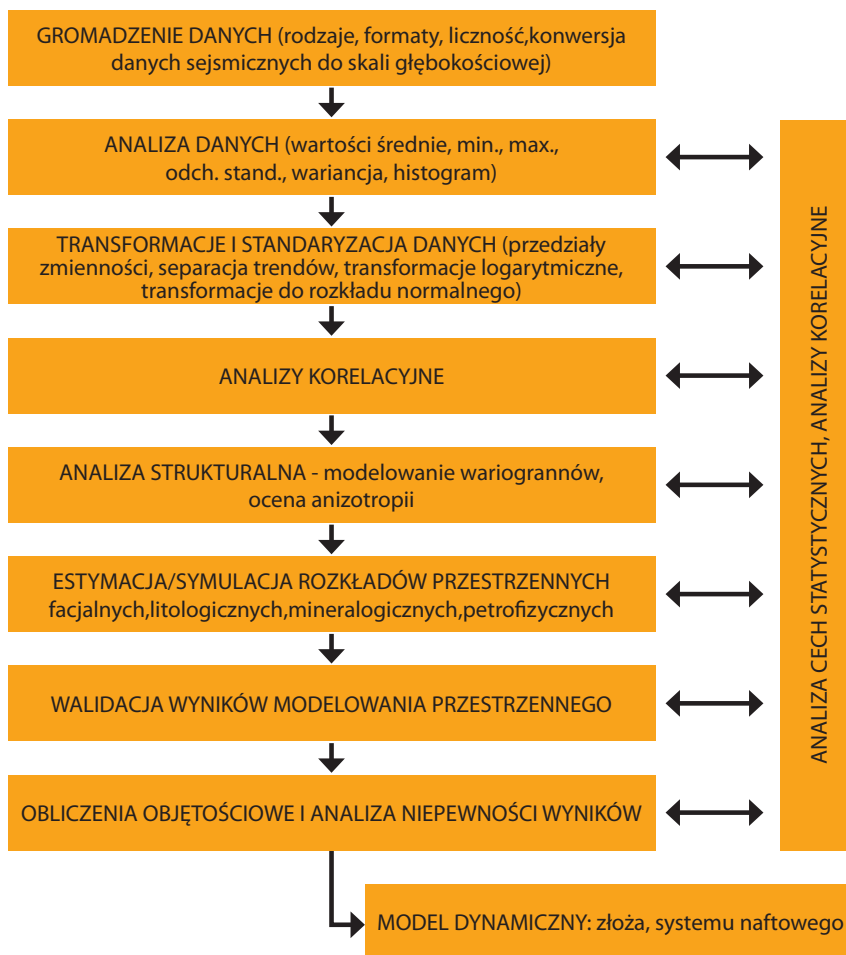 GROMADZENIE DANYCH (rodzaje, formaty, liczność,konwersja
danych sejsmicznych do skali głębokościowej)
ANALIZA DANYCH (wartości średnie, min., max.,
odch. stand., wariancja, histogram)
TRANSFORMACJE I STANDARYZACJA DANYCH (przedziały
zmienności, separacja trendów, transformacje logarytmiczne,
transformacje do rozkładu normalnego)
ANALIZY KORELACYJNE
ANALIZA STRUKTURALNA - modelowanie wariogrannów,
ocena anizotropii
ESTYMACJA/SYMULACJA ROZKŁADÓW PRZESTRZENNYCH
facjalnych,litologicznych,mineralogicznych,petrofizycznych
WALIDACJA WYNIKÓW MODELOWANIA PRZESTRZENNEGO
OBLICZENIA OBJĘTOŚCIOWE I ANALIZA NIEPEWNOŚCI WYNIKÓW
MODEL DYNAMICZNY: złoża, systemu naftowego
ANALIZA CECH STATYSTYCZNYCH, ANALIZY KORELACYJNE